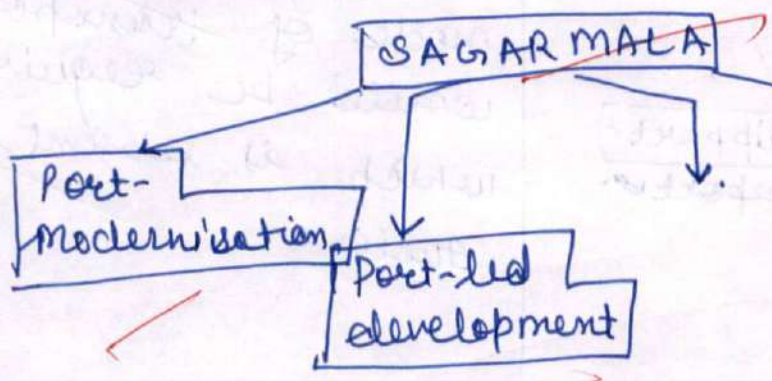 SAGARMALA
Port-
modernisation
Port-led
development